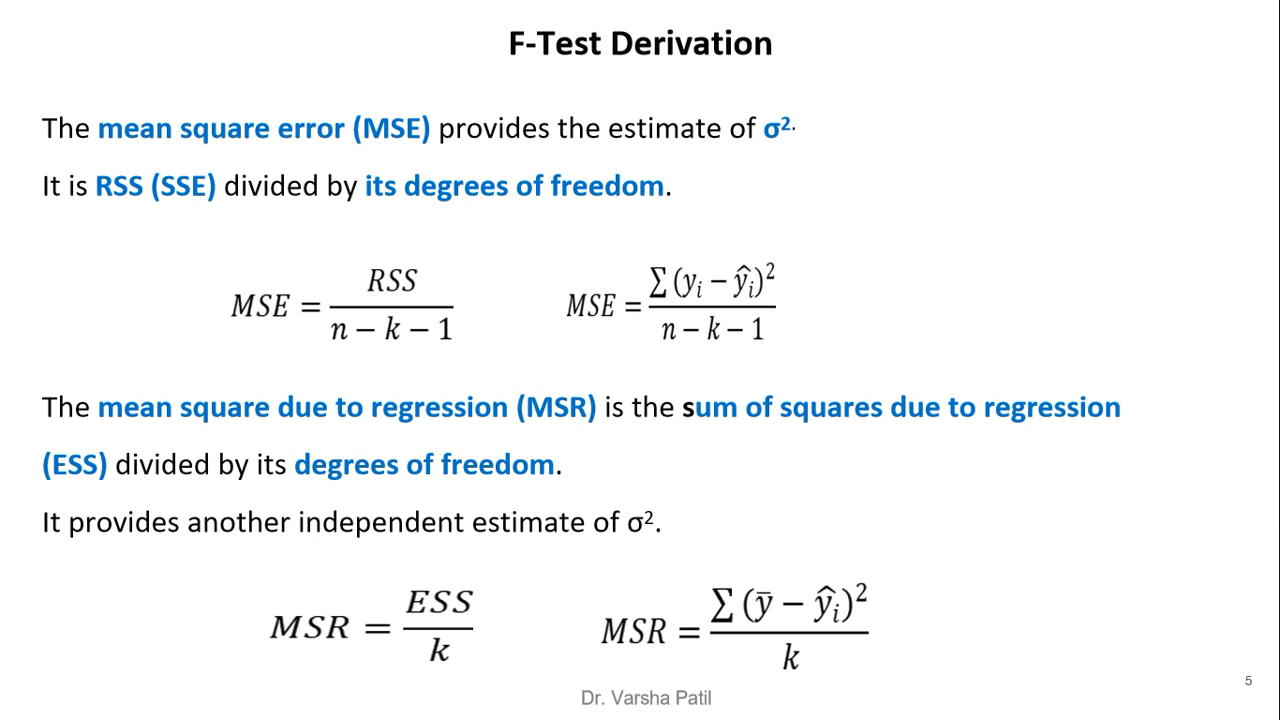 F-Test Derivation
The mean square error (MSE) provides the estimate of σ².
It is RSS (SSE) divided by its degrees of freedom.
MSE = RSS / n − k − 1    MSE = ∑(yᵢ − ŷᵢ)² / n − k − 1
The mean square due to regression (MSR) is the sum of squares due to regression
(ESS) divided by its degrees of freedom.
It provides another independent estimate of σ².
MSR = ESS / k    MSR = ∑(ȳ − ŷᵢ)² / k
Dr. Varsha Patil
5